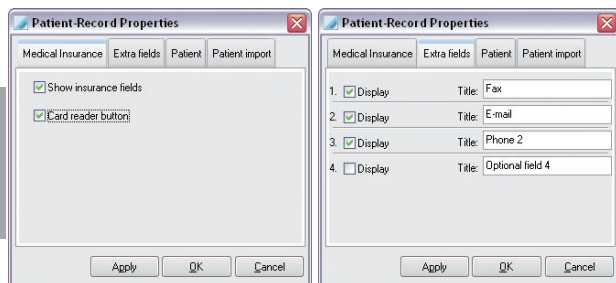 Patient-Record Properties
Medical Insurance Extra fields Patient Patient import
Show insurance fields
Card reader button
Apply OK Cancel
Patient-Record Properties
Medical Insurance Extra fields Patient Patient import
1. Display Title: Fax
2. Display Title: E-mail
3. Display Title: Phone 2
4. Display Title: Optional field 4
Apply OK Cancel